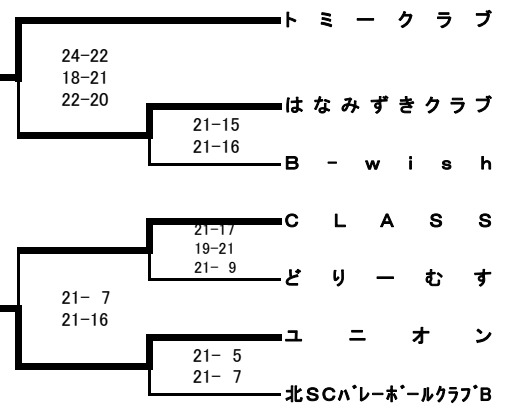 トミークラブ
24-22
18-21
22-20
はなみずきクラブ
21-15
21-16
B-wish
CLASS
21-17
19-21
21- 9
どりーむす
21- 7
21-16
ユニオン
21- 5
21- 7
北SCバレーボールクラブB